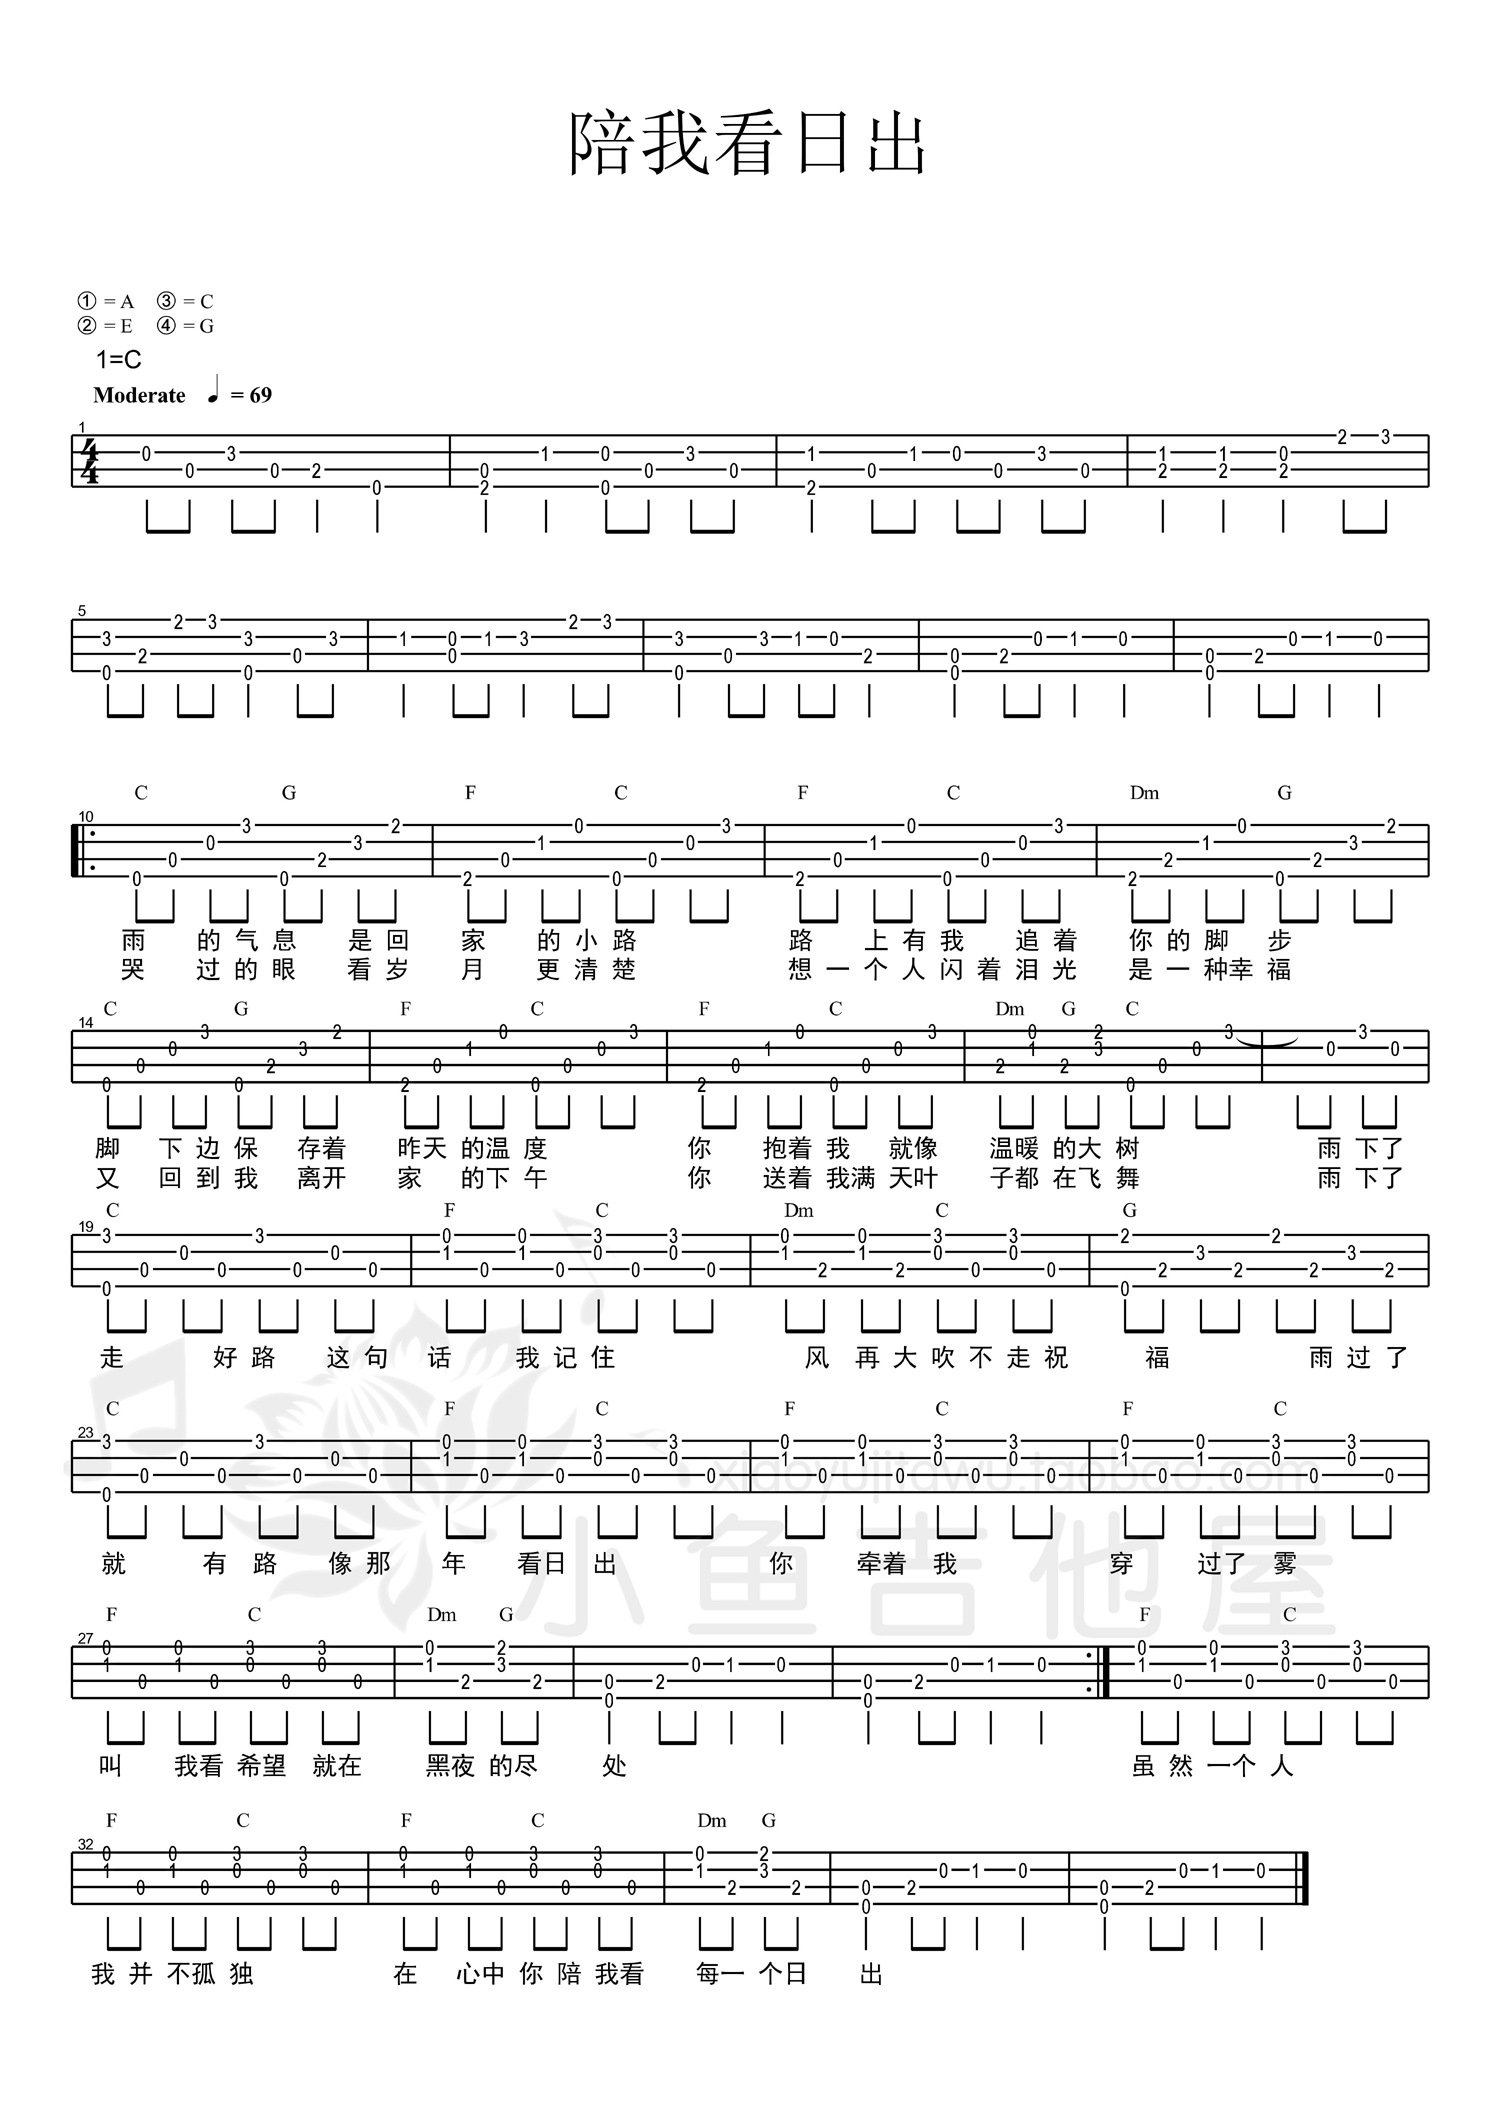 陪我看日出
① = A ③ = C
② = E ④ = G
1=C
Moderate ♩ = 69
1
5
C G F C F C Dm G
10
雨 的 气 息 是 回 家 的 小 路 路 上 有 我 追 着 你 的 脚 步
哭 过 的 眼 看 岁 月 更 清 楚 想 一 个 人 闪 着 泪 光 是 一 种 幸 福
C G F C F C Dm G C
14
脚 下 边 保 存着 昨天 的温 度 你 抱着 我 就像 温暖 的大 树 雨 下了
又 回 到 我 离开 家 的下 午 你 送着 我满 天叶 子都 在飞 舞 雨 下了
C F C Dm C G
19
走 好 路 这 句 话 我 记 住 风 再 大 吹 不 走 祝 福 雨 过 了
C F C F C F C
23
就 有 路 像 那 年 看日 出 你 牵着 我 穿 过了 雾
F C Dm G F C
27
叫 我看 希望 就在 黑夜 的尽 处 虽 然 一个 人
F C F C Dm G
32
我 并 不孤 独 在 心中 你 陪 我看 每一 个日 出
xiaoyujitawu.taobao.com
小鱼吉他屋